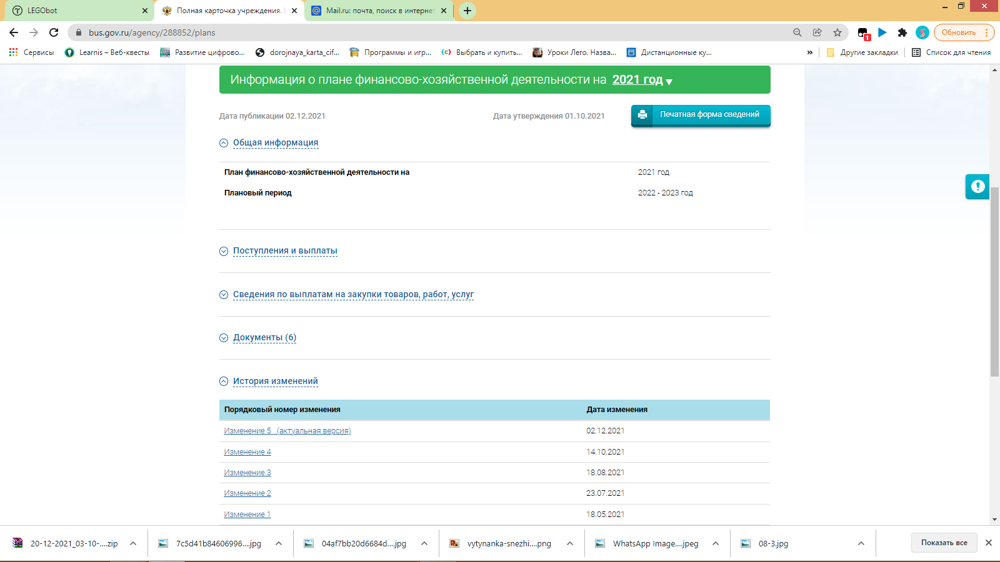 LEGObot
Полная карточка учреждения.
Mail.ru: почта, поиск в интернет
bus.gov.ru/agency/288852/plans
1
Обновить
Сервисы
Learnis – Веб-квесты
Развитие цифрово...
dorojnaya_karta_cif...
Программы и игр...
Выбрать и купить...
Уроки Лего. Назва...
Дистанционные ку...
»
Другие закладки
Список для чтения
Информация о плане финансово-хозяйственной деятельности на 2021 год
Дата публикации 02.12.2021
Дата утверждения 01.10.2021
Печатная форма сведений
Общая информация
План финансово-хозяйственной деятельности на 2021 год
Плановый период 2022 - 2023 год
Поступления и выплаты
Сведения по выплатам на закупки товаров, работ, услуг
Документы (6)
История изменений
Порядковый номер изменения Дата изменения
Изменение 5 (актуальная версия) 02.12.2021
Изменение 4 14.10.2021
Изменение 3 18.08.2021
Изменение 2 23.07.2021
Изменение 1 18.05.2021
20-12-2021_03-10-....zip
7c5d41b84606996....jpg
04af7bb20d6684d....jpg
vytynanka-snezhi....png
WhatsApp Image....jpeg
08-3.jpg
Показать все